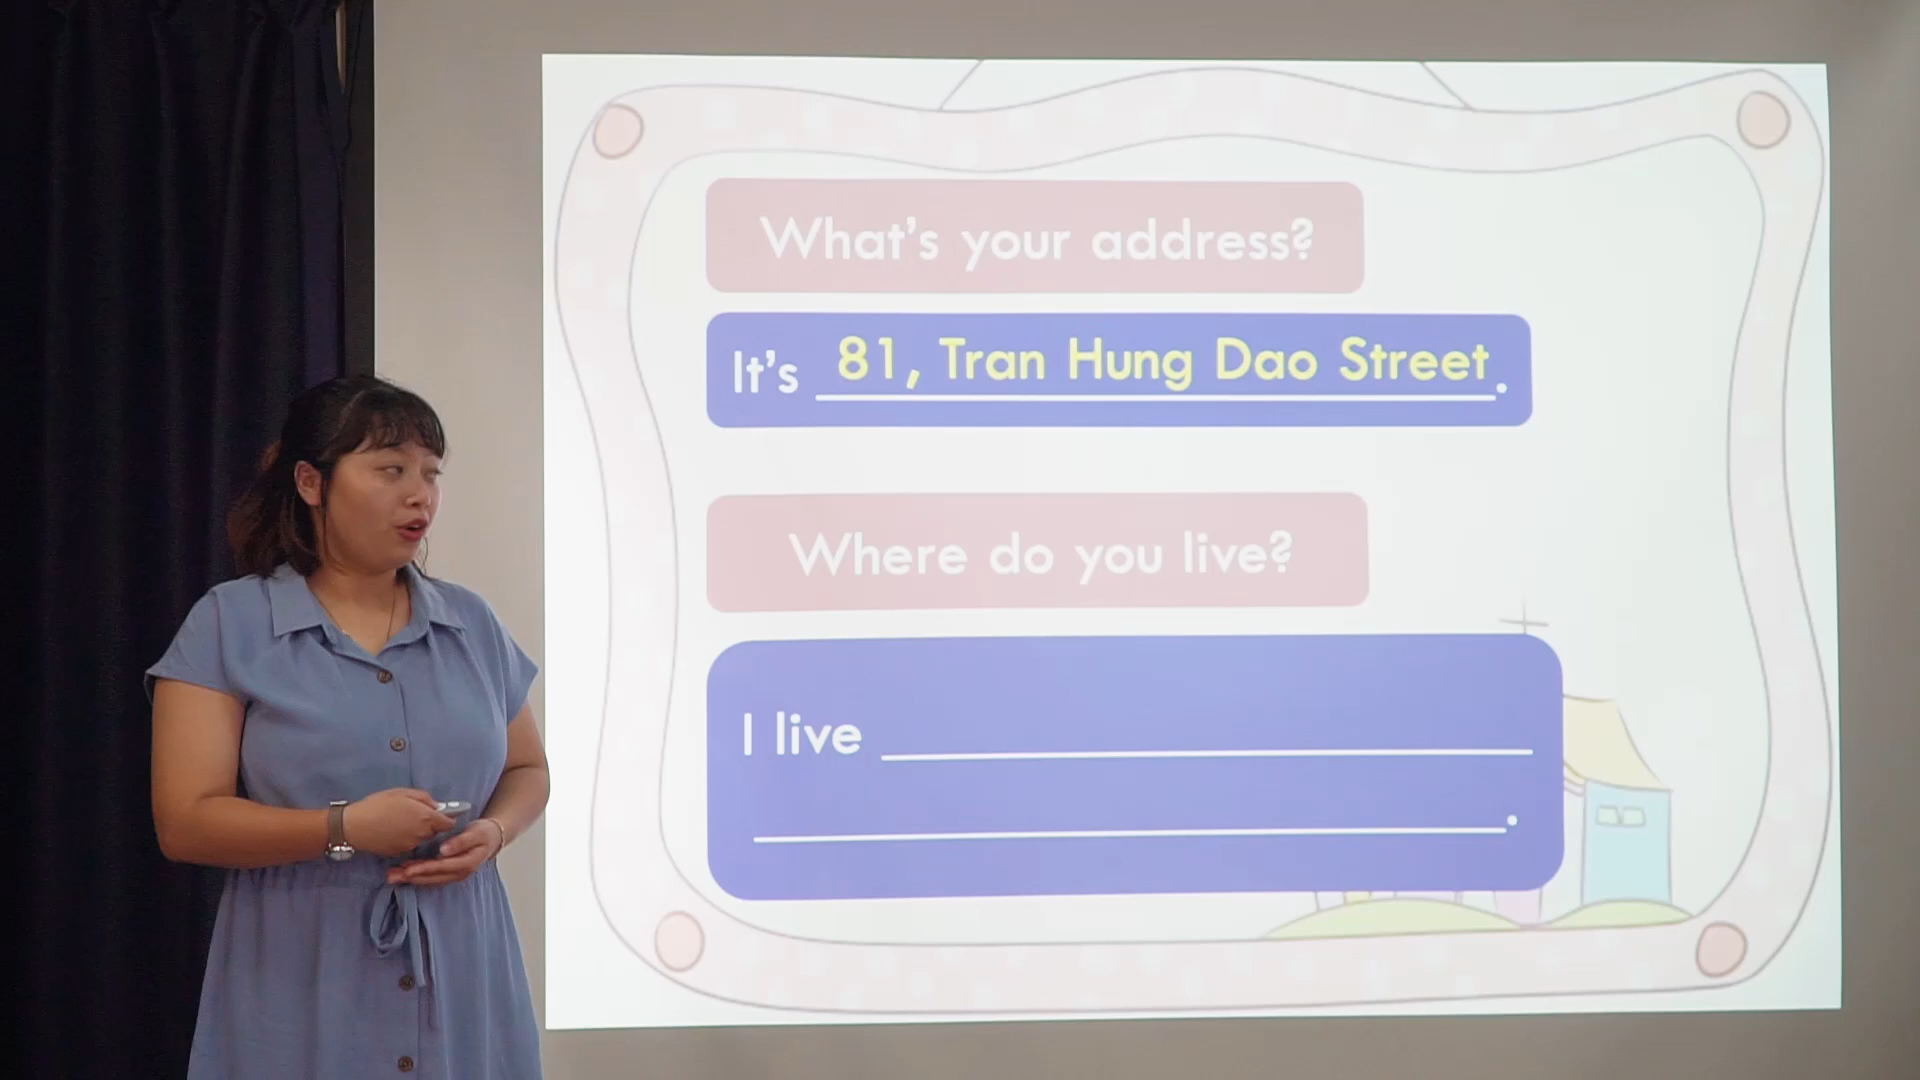 What's your address?
It's 81, Tran Hung Dao Street.
Where do you live?
I live
.